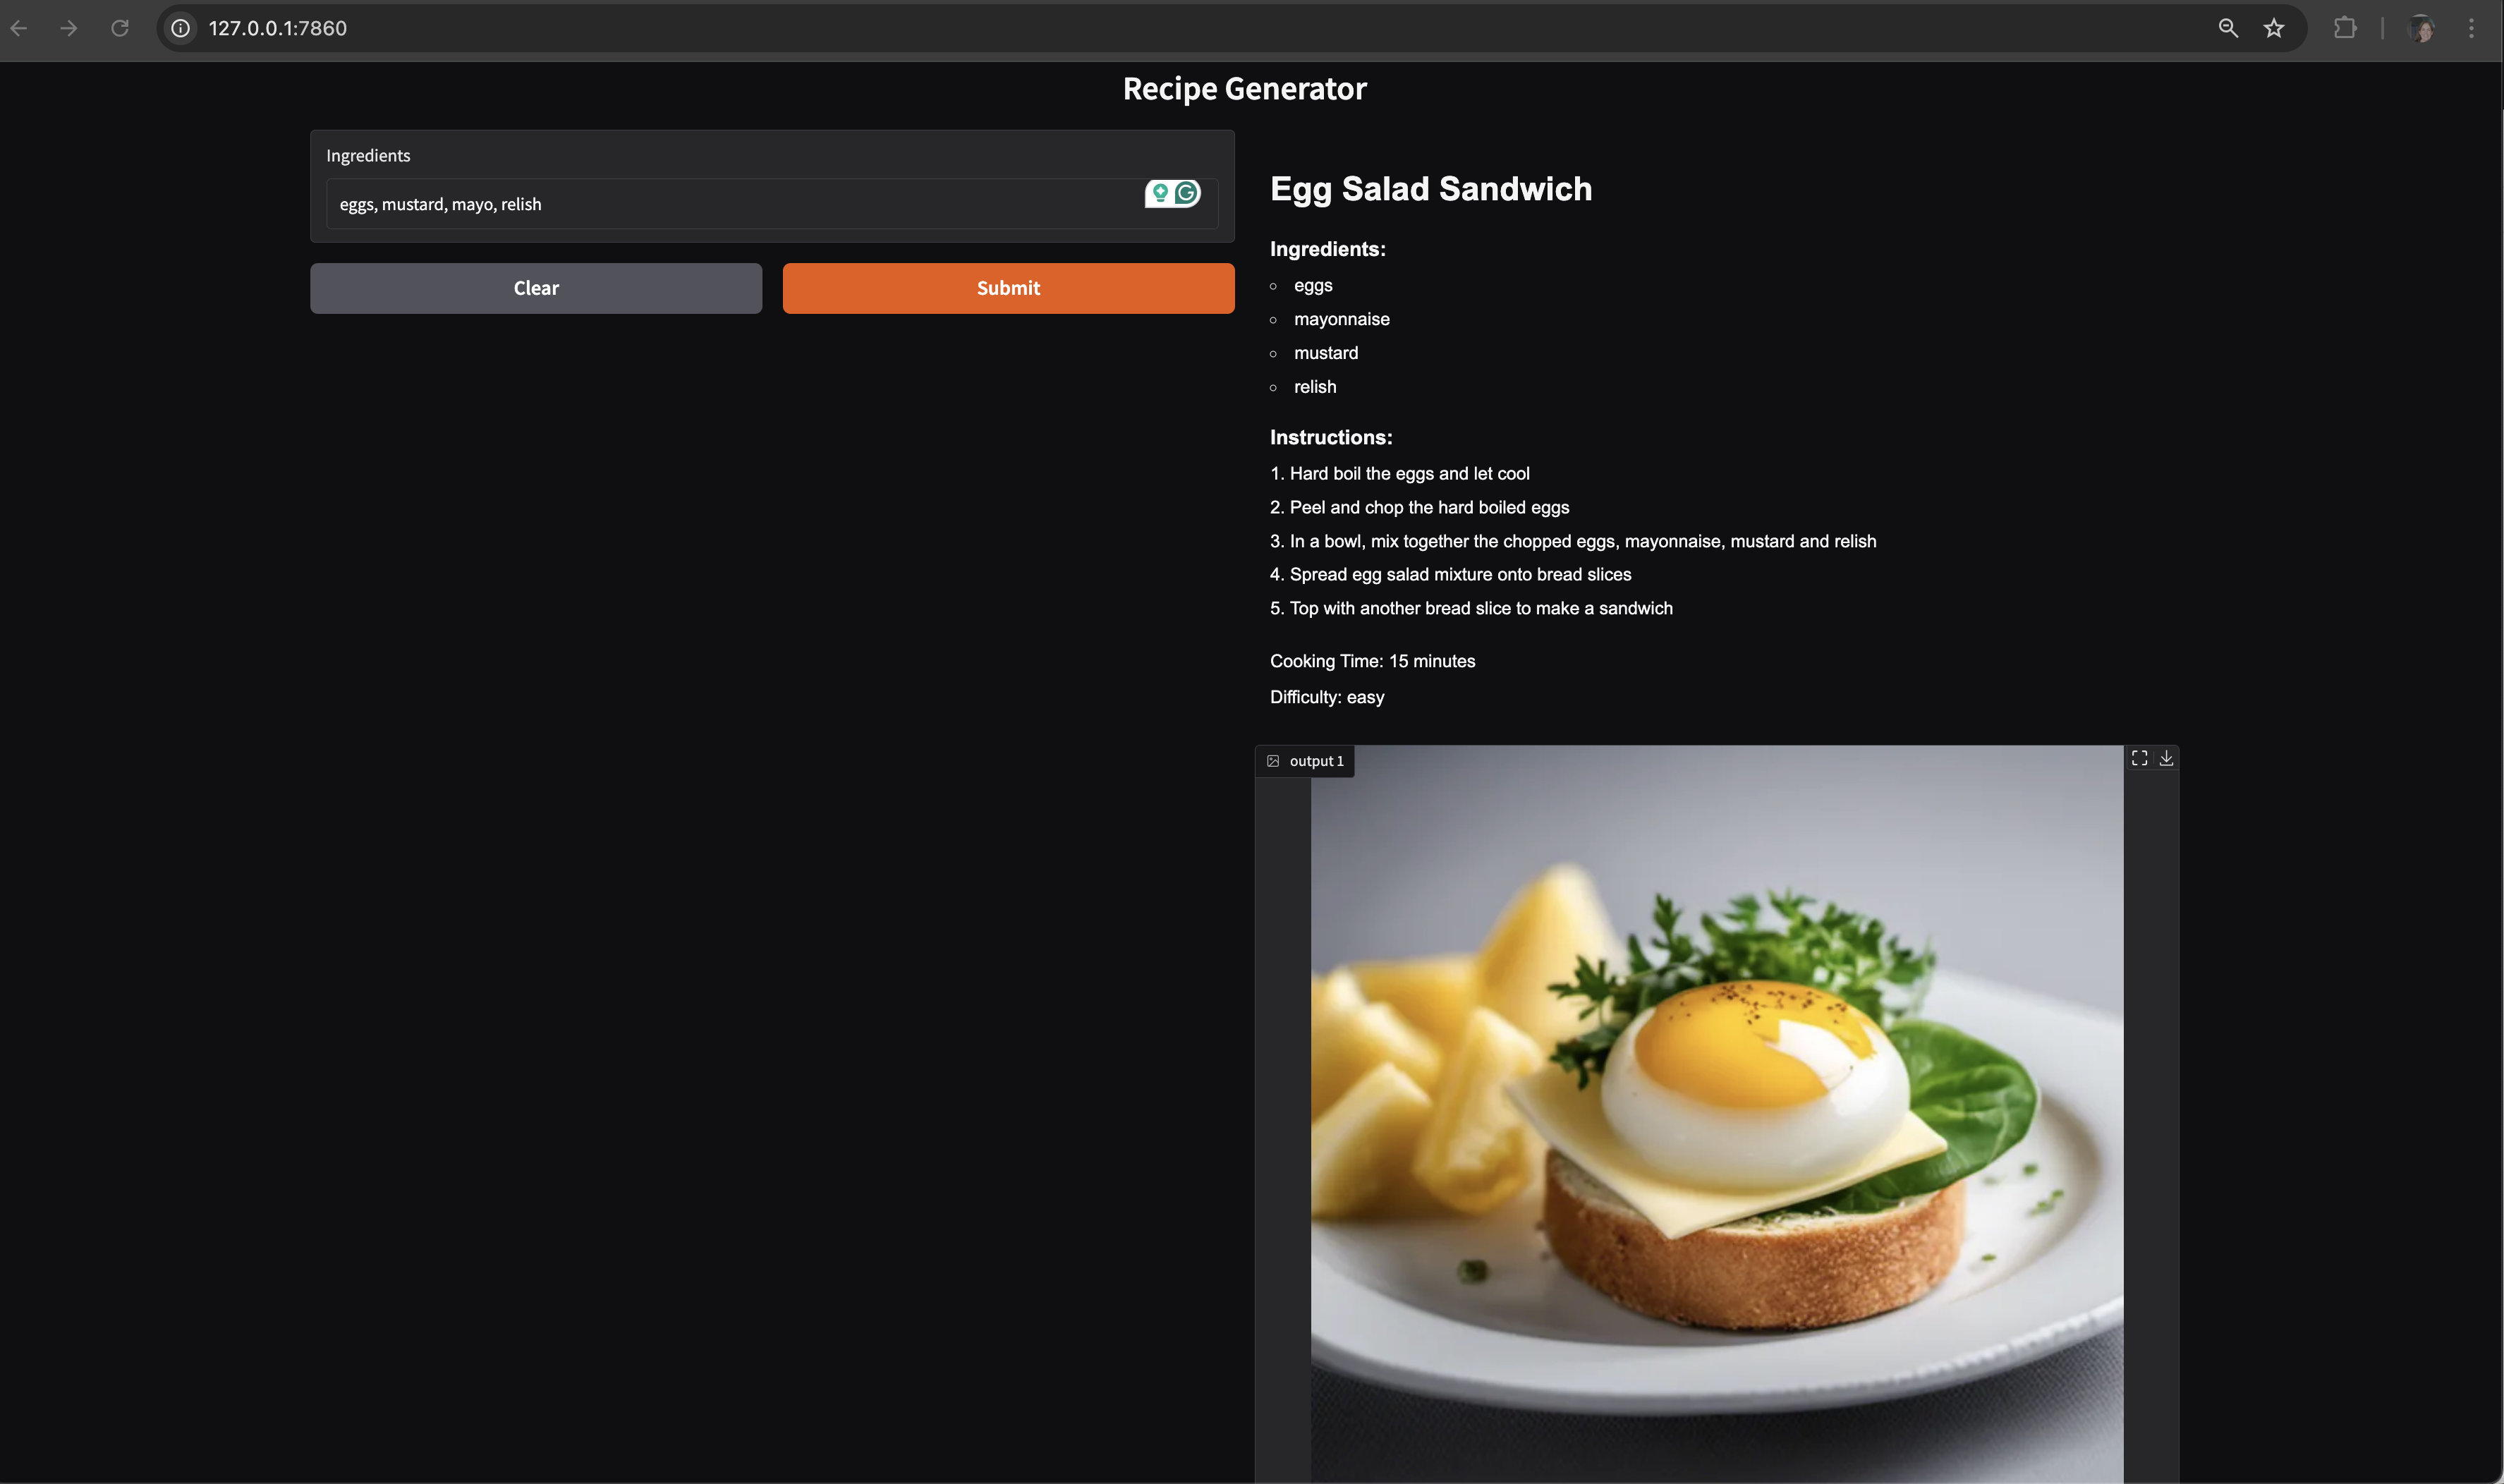 127.0.0.1:7860
Recipe Generator
Ingredients
eggs, mustard, mayo, relish
Clear
Submit
Egg Salad Sandwich
Ingredients:
eggs
mayonnaise
mustard
relish
Instructions:
1. Hard boil the eggs and let cool
2. Peel and chop the hard boiled eggs
3. In a bowl, mix together the chopped eggs, mayonnaise, mustard and relish
4. Spread egg salad mixture onto bread slices
5. Top with another bread slice to make a sandwich
Cooking Time: 15 minutes
Difficulty: easy
output 1